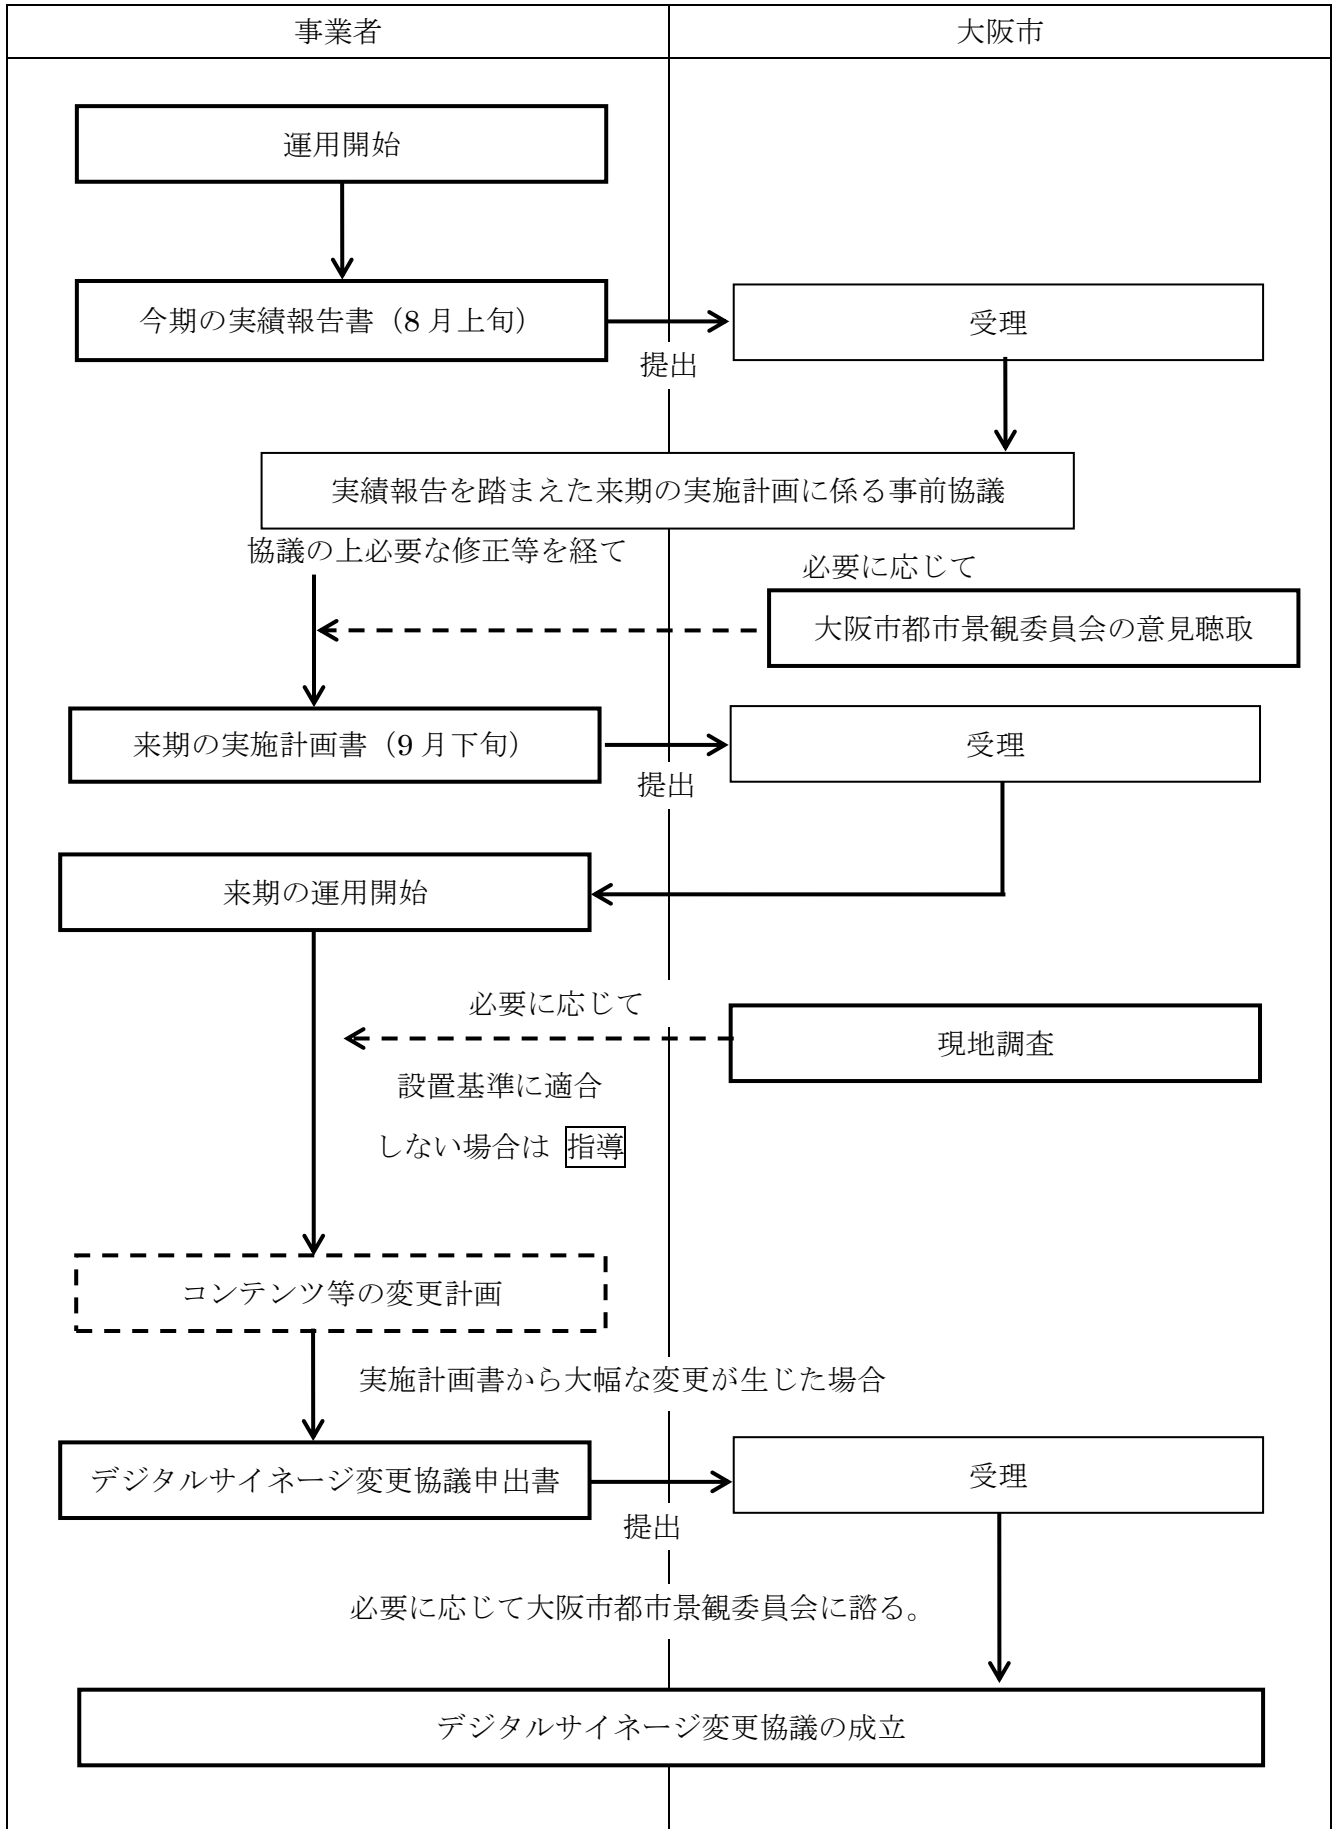 事業者
大阪市
運用開始
今期の実績報告書（8 月上旬）
受理
提出
実績報告を踏まえた来期の実施計画に係る事前協議
協議の上必要な修正等を経て
必要に応じて
大阪市都市景観委員会の意見聴取
来期の実施計画書（9 月下旬）
受理
提出
来期の運用開始
必要に応じて
現地調査
設置基準に適合
しない場合は 指導
コンテンツ等の変更計画
実施計画書から大幅な変更が生じた場合
デジタルサイネージ変更協議申出書
受理
提出
必要に応じて大阪市都市景観委員会に諮る。
デジタルサイネージ変更協議の成立